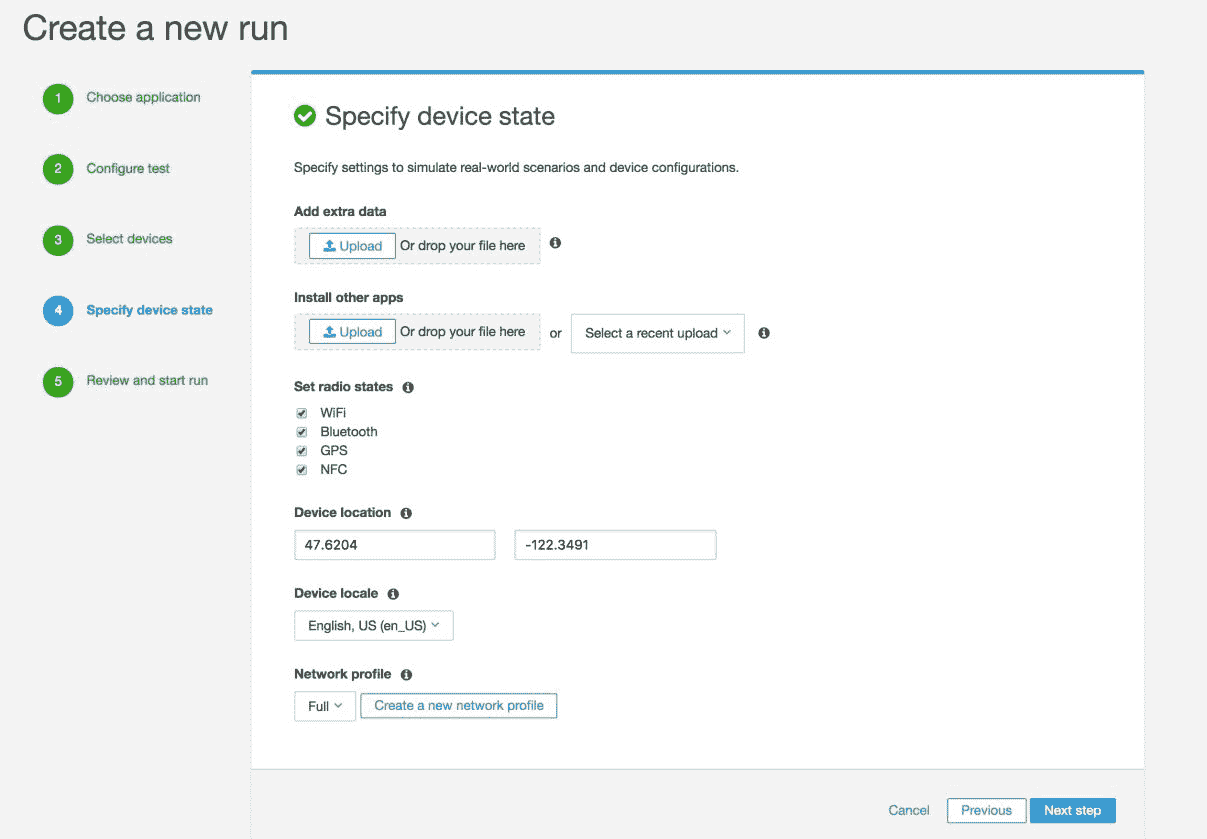 Create a new run
1 Choose application
2 Configure test
3 Select devices
4 Specify device state
5 Review and start run
Specify device state
Specify settings to simulate real-world scenarios and device configurations.
Add extra data
Upload Or drop your file here
Install other apps
Upload Or drop your file here or Select a recent upload
Set radio states
WiFi
Bluetooth
GPS
NFC
Device location
47.6204 -122.3491
Device locale
English, US (en_US)
Network profile
Full Create a new network profile
Cancel Previous Next step